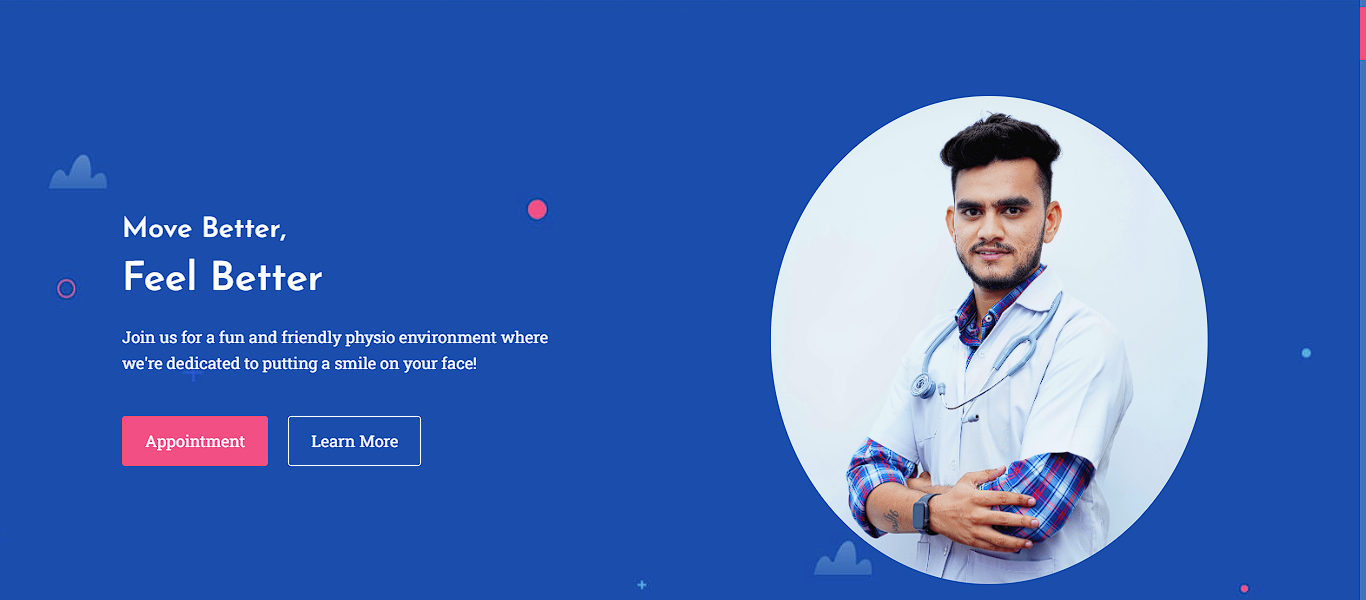 Move Better,
Feel Better
Join us for a fun and friendly physio environment where
we're dedicated to putting a smile on your face!
Appointment
Learn More